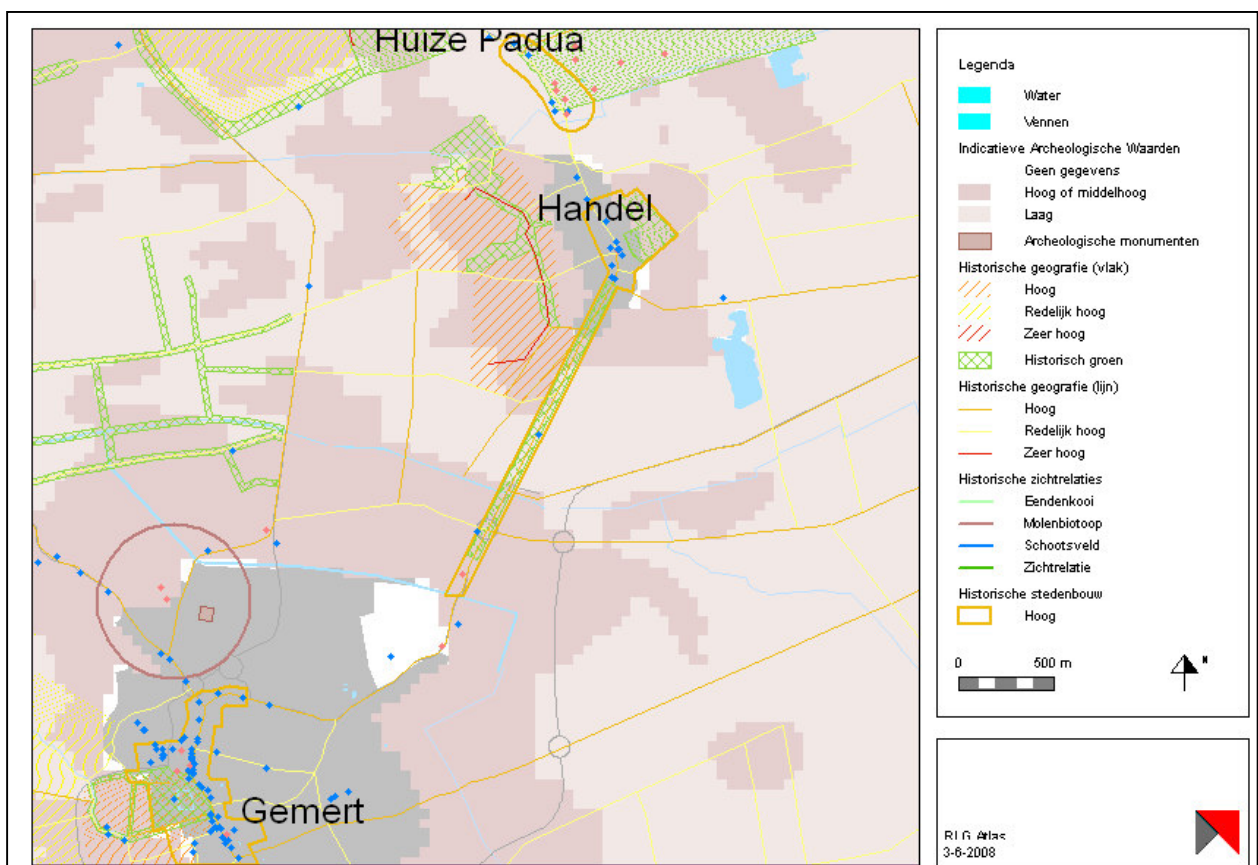 Huize Padua
Handel
Gemert
Legenda
Water
Vennen
Indicatieve Archeologische Waarden
Geen gegevens
Hoog of middelhoog
Laag
Archeologische monumenten
Historische geografie (vlak)
Hoog
Redelijk hoog
Zeer hoog
Historisch groen
Historische geografie (lijn)
Hoog
Redelijk hoog
Zeer hoog
Historische zichtrelaties
Eendenkooi
Molenbiotoop
Schootsveld
Zichtrelatie
Historische stedenbouw
Hoog
0 500 m
N
RLG Atlas
3-6-2008